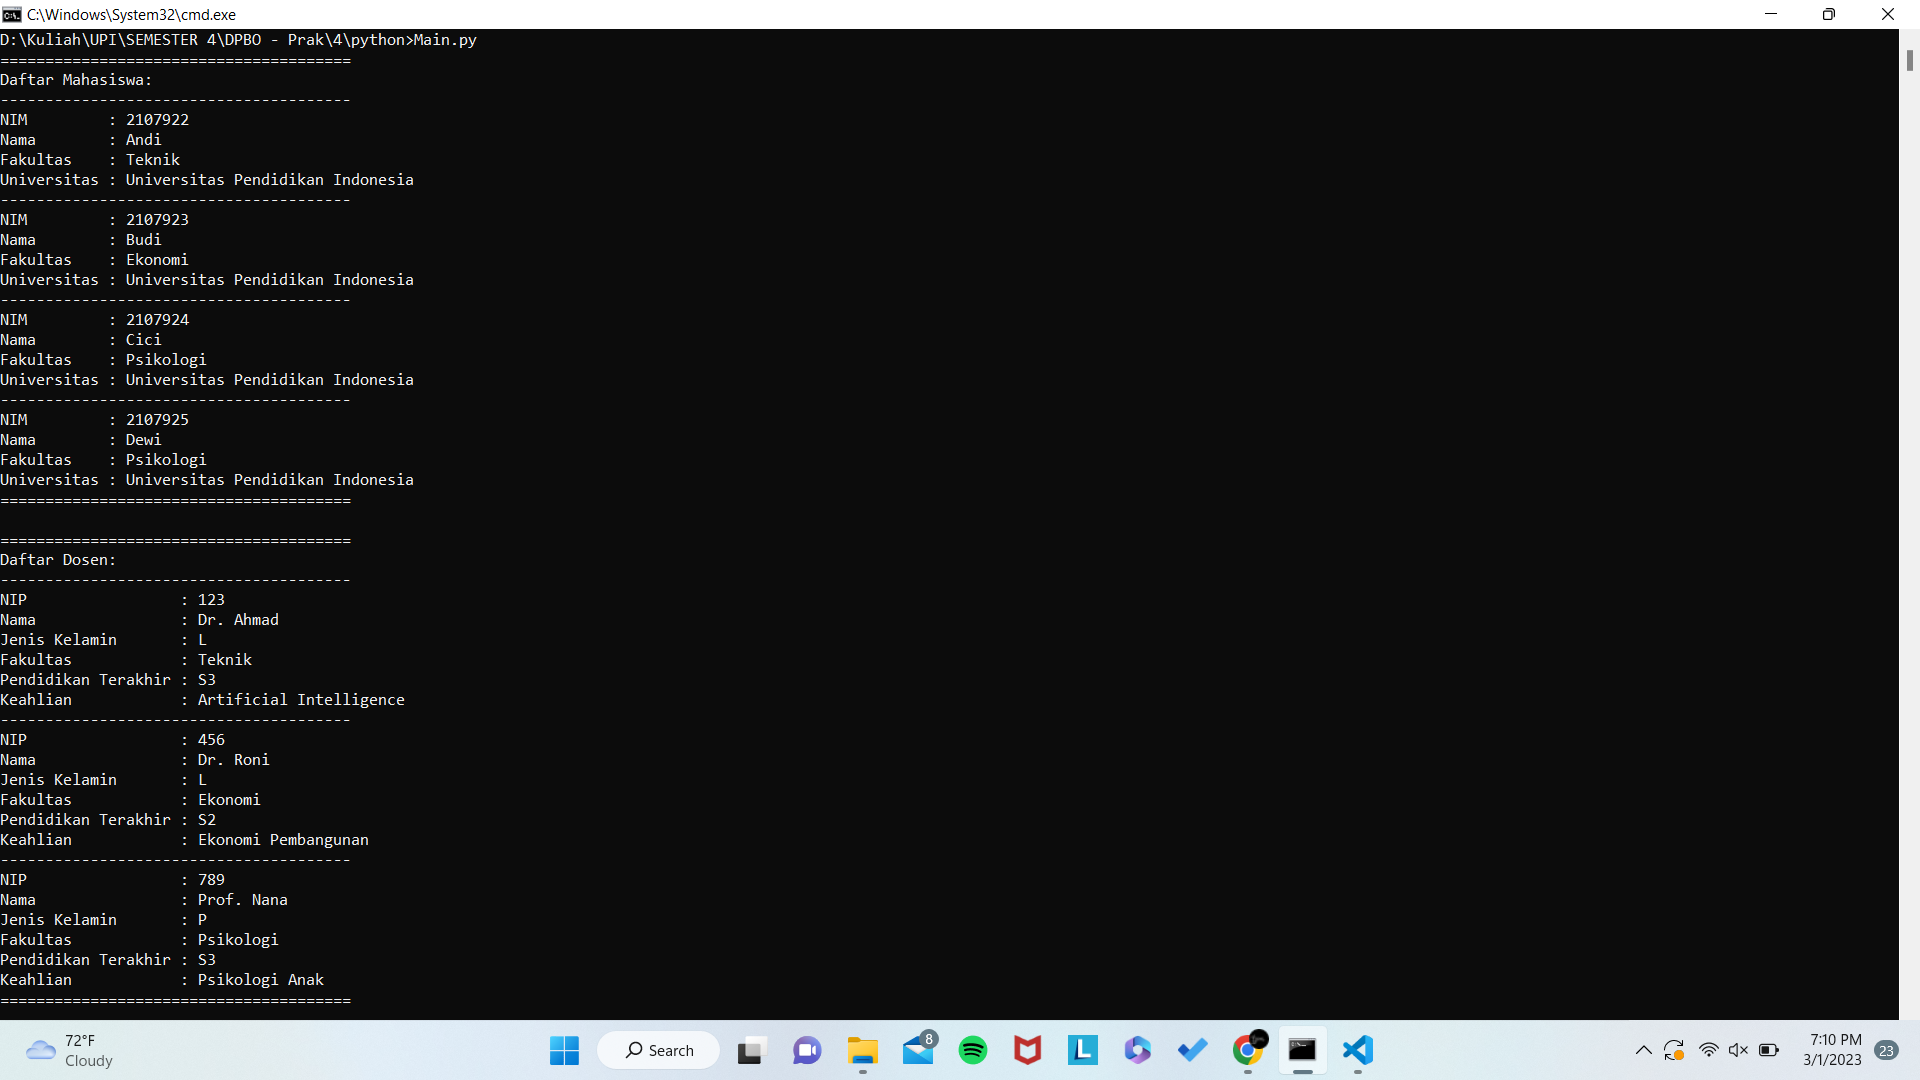 C:\Windows\System32\cmd.exe
D:\Kuliah\UPI\SEMESTER 4\DPBO - Prak\4\python>Main.py
=======================================
Daftar Mahasiswa:
---------------------------------------
NIM         : 2107922
Nama        : Andi
Fakultas    : Teknik
Universitas : Universitas Pendidikan Indonesia
---------------------------------------
NIM         : 2107923
Nama        : Budi
Fakultas    : Ekonomi
Universitas : Universitas Pendidikan Indonesia
---------------------------------------
NIM         : 2107924
Nama        : Cici
Fakultas    : Psikologi
Universitas : Universitas Pendidikan Indonesia
---------------------------------------
NIM         : 2107925
Nama        : Dewi
Fakultas    : Psikologi
Universitas : Universitas Pendidikan Indonesia
=======================================

=======================================
Daftar Dosen:
---------------------------------------
NIP                 : 123
Nama                : Dr. Ahmad
Jenis Kelamin       : L
Fakultas            : Teknik
Pendidikan Terakhir : S3
Keahlian            : Artificial Intelligence
---------------------------------------
NIP                 : 456
Nama                : Dr. Roni
Jenis Kelamin       : L
Fakultas            : Ekonomi
Pendidikan Terakhir : S2
Keahlian            : Ekonomi Pembangunan
---------------------------------------
NIP                 : 789
Nama                : Prof. Nana
Jenis Kelamin       : P
Fakultas            : Psikologi
Pendidikan Terakhir : S3
Keahlian            : Psikologi Anak
=======================================
72°F
Cloudy
Search
8
7:10 PM
3/1/2023
23